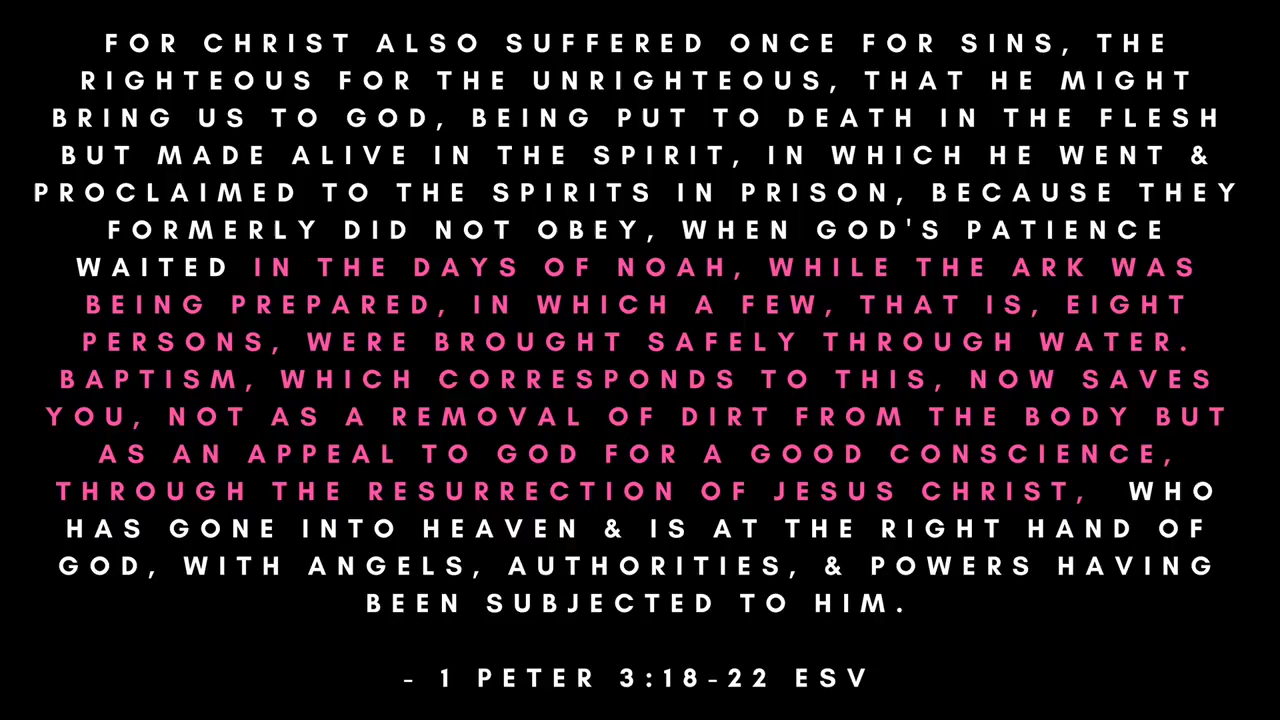 FOR CHRIST ALSO SUFFERED ONCE FOR SINS, THE
RIGHTEOUS FOR THE UNRIGHTEOUS, THAT HE MIGHT
BRING US TO GOD, BEING PUT TO DEATH IN THE FLESH
BUT MADE ALIVE IN THE SPIRIT, IN WHICH HE WENT &
PROCLAIMED TO THE SPIRITS IN PRISON, BECAUSE THEY
FORMERLY DID NOT OBEY, WHEN GOD'S PATIENCE
WAITED IN THE DAYS OF NOAH, WHILE THE ARK WAS
BEING PREPARED, IN WHICH A FEW, THAT IS, EIGHT
PERSONS, WERE BROUGHT SAFELY THROUGH WATER.
BAPTISM, WHICH CORRESPONDS TO THIS, NOW SAVES
YOU, NOT AS A REMOVAL OF DIRT FROM THE BODY BUT
AS AN APPEAL TO GOD FOR A GOOD CONSCIENCE,
THROUGH THE RESURRECTION OF JESUS CHRIST, WHO
HAS GONE INTO HEAVEN & IS AT THE RIGHT HAND OF
GOD, WITH ANGELS, AUTHORITIES, & POWERS HAVING
BEEN SUBJECTED TO HIM.
- 1 PETER 3:18-22 ESV